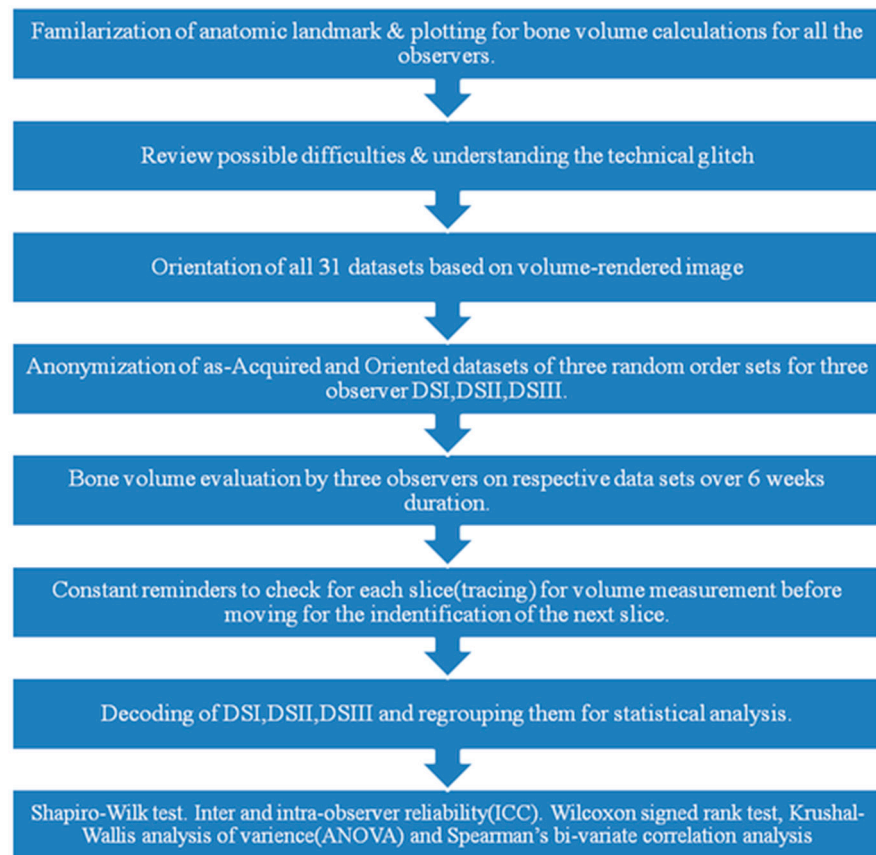 Familarization of anatomic landmark & plotting for bone volume calculations for all the
observers.
Review possible difficulties & understanding the technical glitch
Orientation of all 31 datasets based on volume-rendered image
Anonymization of as-Acquired and Oriented datasets of three random order sets for three
observer DSI,DSII,DSIII.
Bone volume evaluation by three observers on respective data sets over 6 weeks
duration.
Constant reminders to check for each slice(tracing) for volume measurement before
moving for the indentification of the next slice.
Decoding of DSI,DSII,DSIII and regrouping them for statistical analysis.
Shapiro-Wilk test. Inter and intra-observer reliability(ICC). Wilcoxon signed rank test, Krushal-
Wallis analysis of varience(ANOVA) and Spearman’s bi-variate correlation analysis